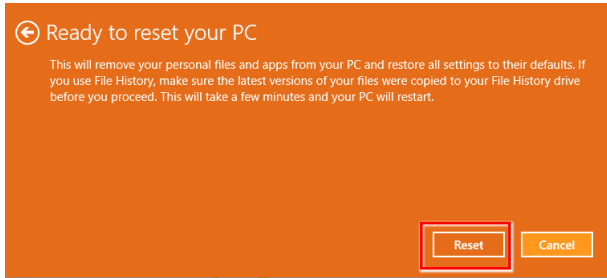 Ready to reset your PC
This will remove your personal files and apps from your PC and restore all settings to their defaults. If
you use File History, make sure the latest versions of your files were copied to your File History drive
before you proceed. This will take a few minutes and your PC will restart.
Reset
Cancel